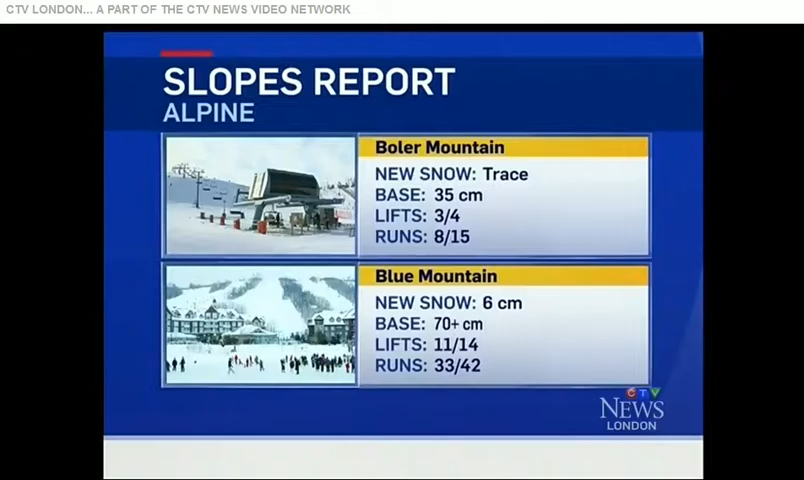 CTV LONDON... A PART OF THE CTV NEWS VIDEO NETWORK
SLOPES REPORT
ALPINE
Boler Mountain
NEW SNOW: Trace
BASE: 35 cm
LIFTS: 3/4
RUNS: 8/15
Blue Mountain
NEW SNOW: 6 cm
BASE: 70+ cm
LIFTS: 11/14
RUNS: 33/42
CTV
NEWS
LONDON